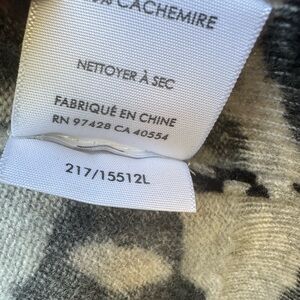 CACHEMIRE
NETTOYER À SEC
FABRIQUÉ EN CHINE
RN 97428 CA 40554
217/15512L